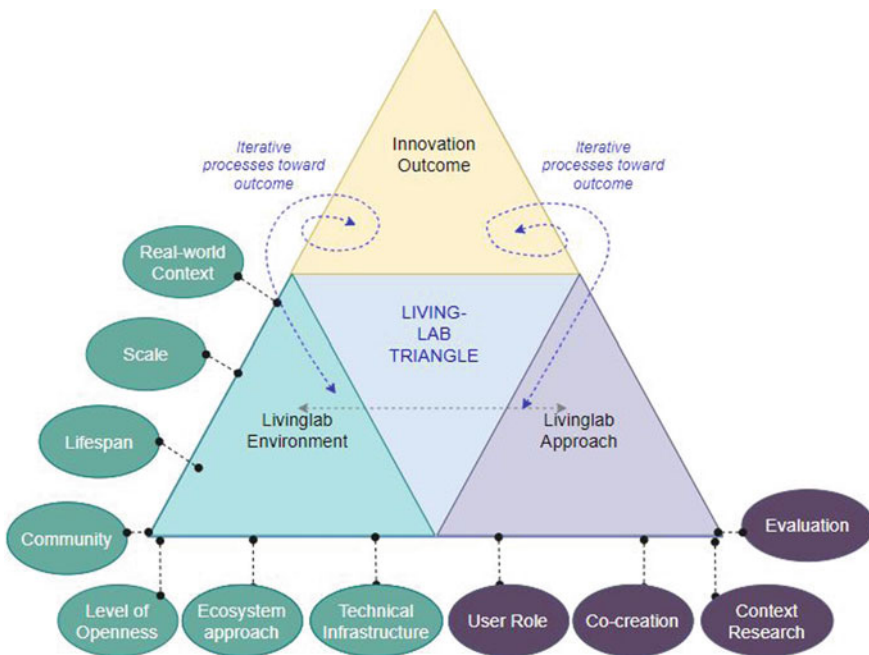 Innovation
Outcome
Iterative
processes toward
outcome
Iterative
processes toward
outcome
Real-world
Context
LIVING-
LAB
TRIANGLE
Scale
Livinglab
Environment
Livinglab
Approach
Lifespan
Community
Evaluation
Level of
Openness
Ecosystem
approach
Technical
Infrastructure
User Role
Co-creation
Context
Research